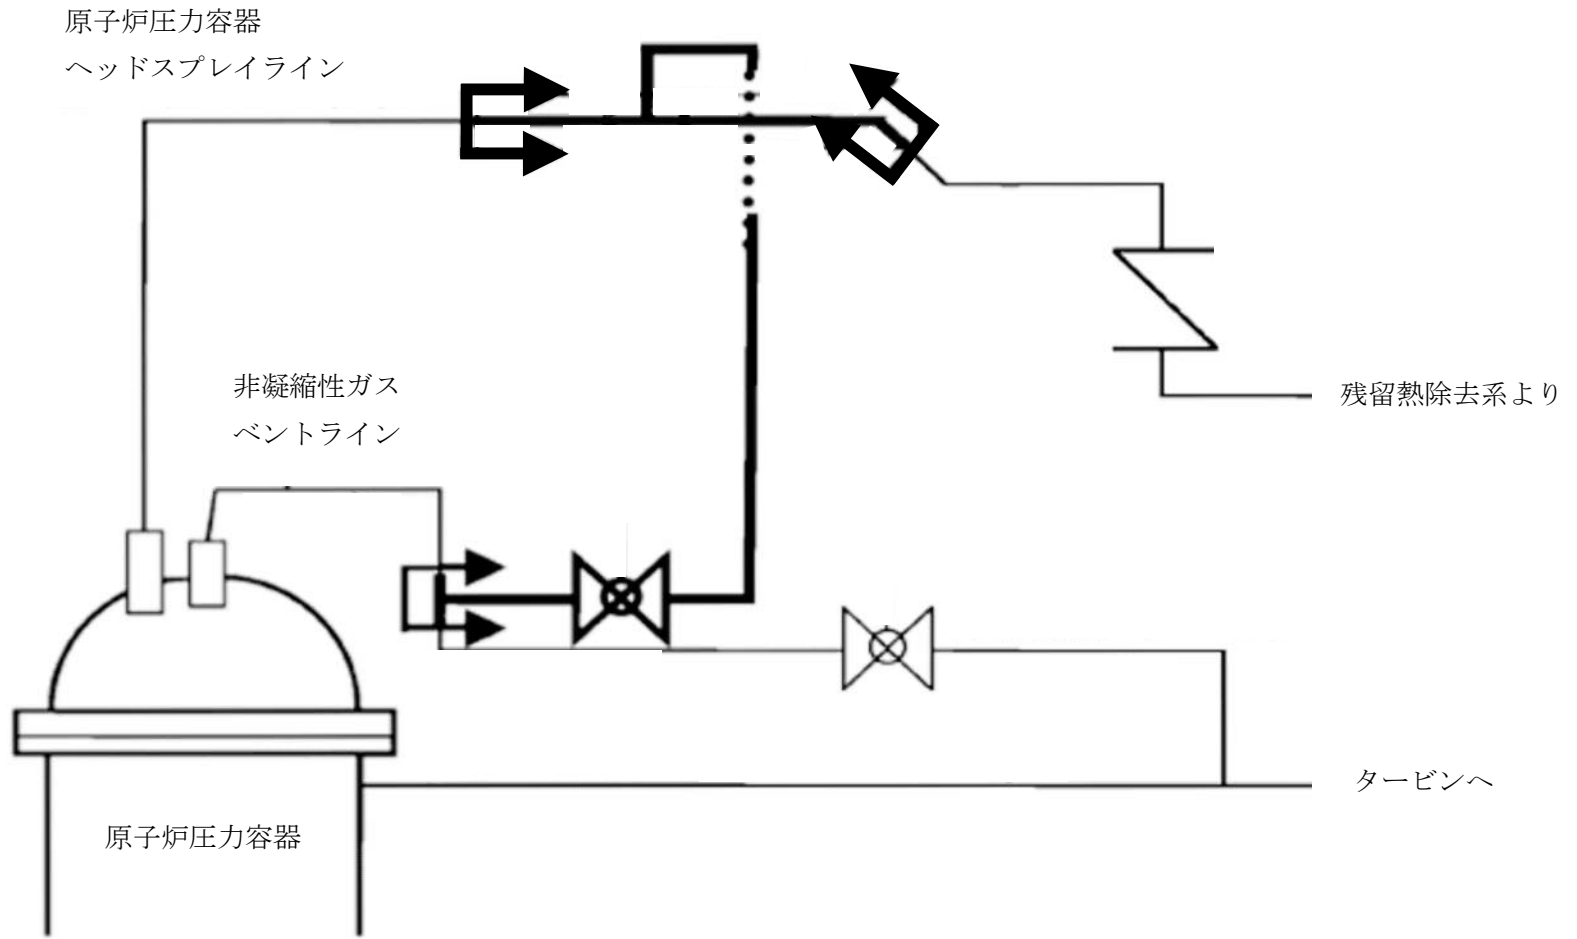 原子炉圧力容器
ヘッドスプレイライン
非凝縮性ガス
ベントライン
残留熱除去系より
タービンへ
原子炉圧力容器